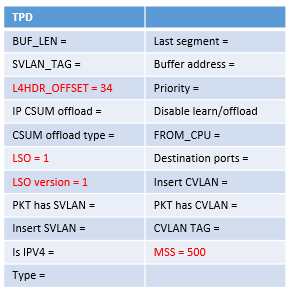 TPD
BUF_LEN = Last segment =
SVLAN_TAG = Buffer address =
L4HDR_OFFSET = 34 Priority =
IP CSUM offload = Disable learn/offload
CSUM offload type = FROM_CPU =
LSO = 1 Destination ports =
LSO version = 1 Insert CVLAN =
PKT has SVLAN = PKT has CVLAN =
Insert SVLAN = CVLAN TAG =
Is IPV4 = MSS = 500
Type =